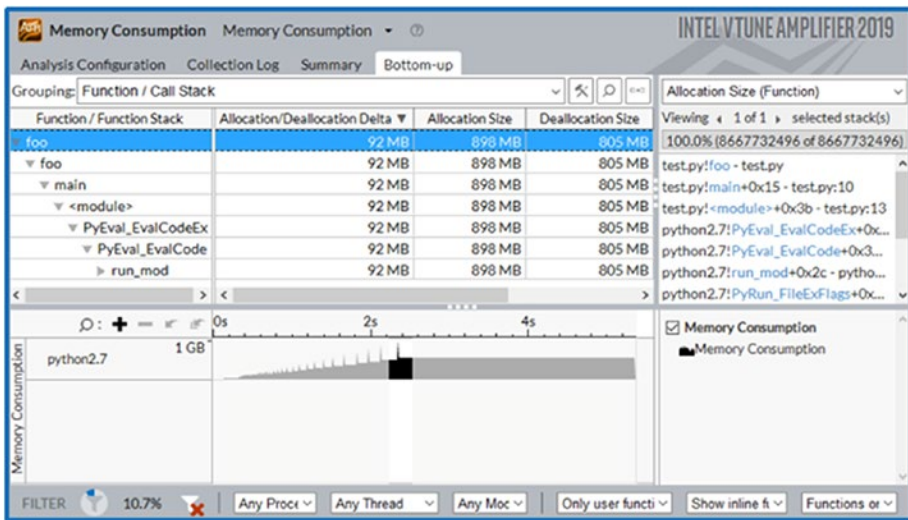 Memory Consumption Memory Consumption
INTEL VTUNE AMPLIFIER 2019
Analysis Configuration Collection Log Summary Bottom-up
Grouping: Function / Call Stack
Allocation Size (Function)
Function / Function Stack Allocation/Deallocation Delta ▼ Allocation Size Deallocation Size
Viewing 1 of 1 selected stack(s)
foo 92 MB 898 MB 805 MB
100.0% (8667732496 of 8667732496)
foo 92 MB 898 MB 805 MB
test.py!foo - test.py
main 92 MB 898 MB 805 MB
test.py!main+0x15 - test.py:10
<module> 92 MB 898 MB 805 MB
test.py!<module>+0x3b - test.py:13
PyEval_EvalCodeEx 92 MB 898 MB 805 MB
python2.7!PyEval_EvalCodeEx+0x...
PyEval_EvalCode 92 MB 898 MB 805 MB
python2.7!PyEval_EvalCode+0x3...
run_mod 92 MB 898 MB 805 MB
python2.7!run_mod+0x2c - pytho...
python2.7!PyRun_FileExFlags+0x...
0s 2s 4s
Memory Consumption
python2.7 1 GB
Memory Consumption
Memory Consumption
FILTER 10.7% Any Proce Any Thread Any Moc Only user functi Show inline f Functions or